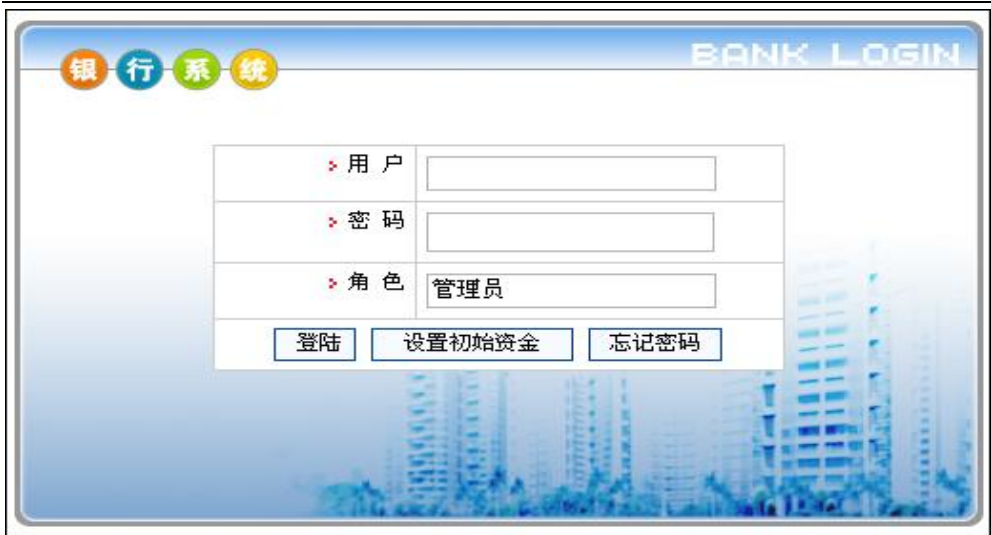 银行系统
BANK LOGIN
用 户
密 码
角 色 管理员
登陆 设置初始资金 忘记密码